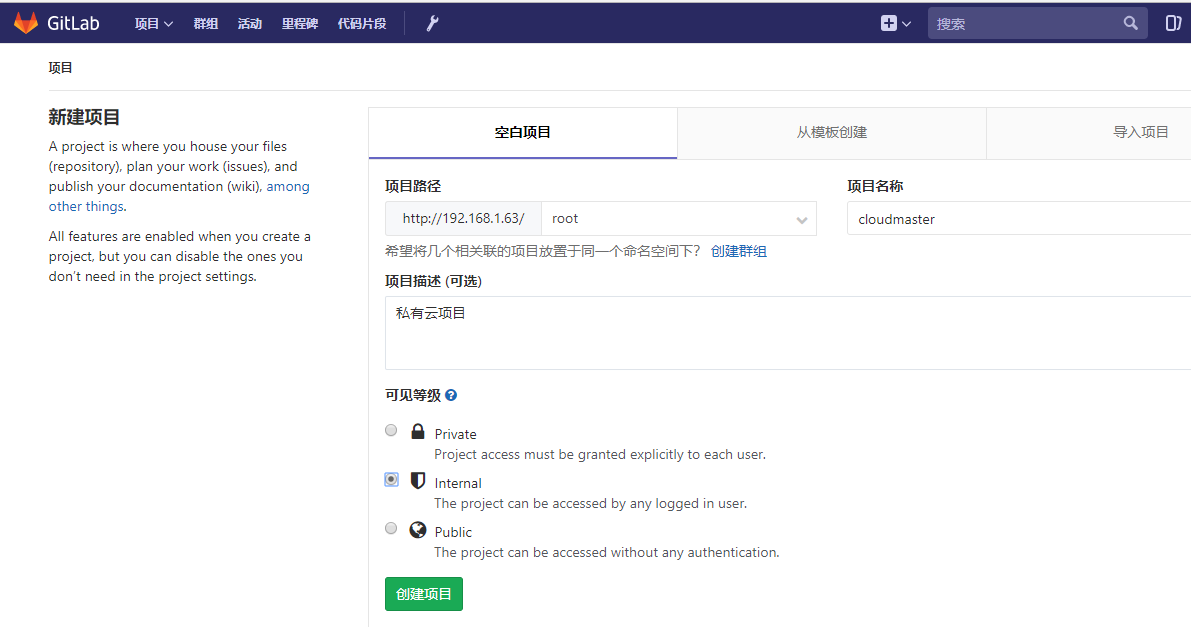 GitLab 项目 群组 活动 里程碑 代码片段 搜索
项目
新建项目
A project is where you house your files
(repository), plan your work (issues), and
publish your documentation (wiki), among
other things.
All features are enabled when you create a
project, but you can disable the ones you
don't need in the project settings.
空白项目 从模板创建 导入项目
项目路径 项目名称
http://192.168.1.63/ root cloudmaster
希望将几个相关联的项目放置于同一个命名空间下? 创建群组
项目描述 (可选)
私有云项目
可见等级
Private
Project access must be granted explicitly to each user.
Internal
The project can be accessed by any logged in user.
Public
The project can be accessed without any authentication.
创建项目